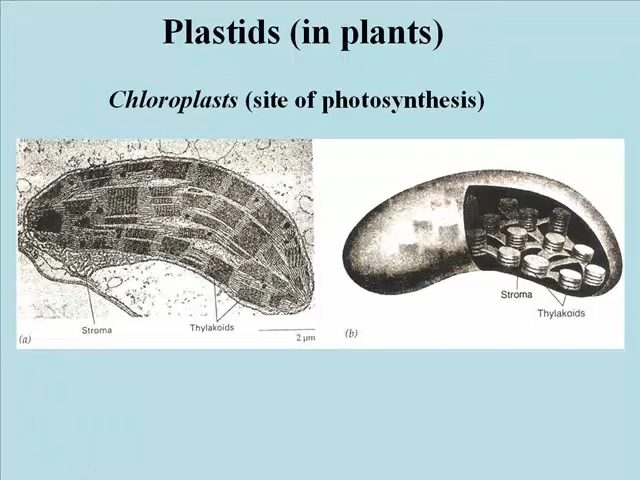 Plastids (in plants)
Chloroplasts (site of photosynthesis)
Stroma
Thylakoids
2 μm
(a)
Stroma
Thylakoids
(b)